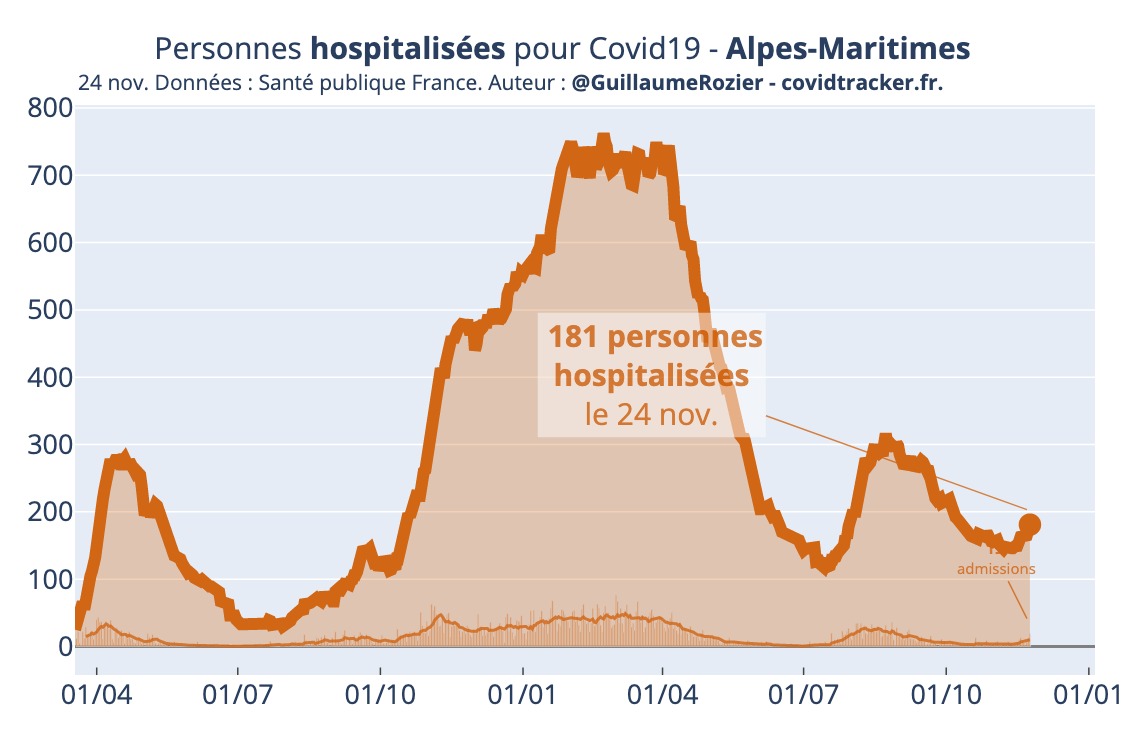 Personnes hospitalisées pour Covid19 - Alpes-Maritimes
24 nov. Données : Santé publique France. Auteur : @GuillaumeRozier - covidtracker.fr.
800
700
600
500
400
300
200
100
0
181 personnes
hospitalisées
le 24 nov.
admissions
01/04 01/07 01/10 01/01 01/04 01/07 01/10 01/01